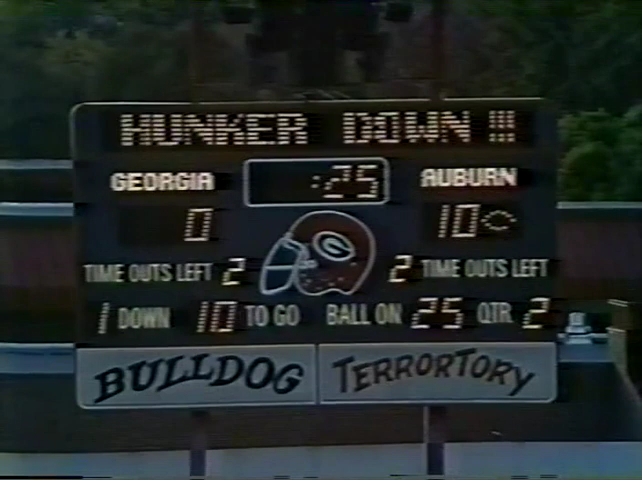 HUNKER DOWN !!!
GEORGIA :25 AUBURN
0 10<
G
TIME OUTS LEFT 2 2 TIME OUTS LEFT
1 DOWN 10 TO GO BALL ON 25 QTR 2
BULLDOG TERRORTORY